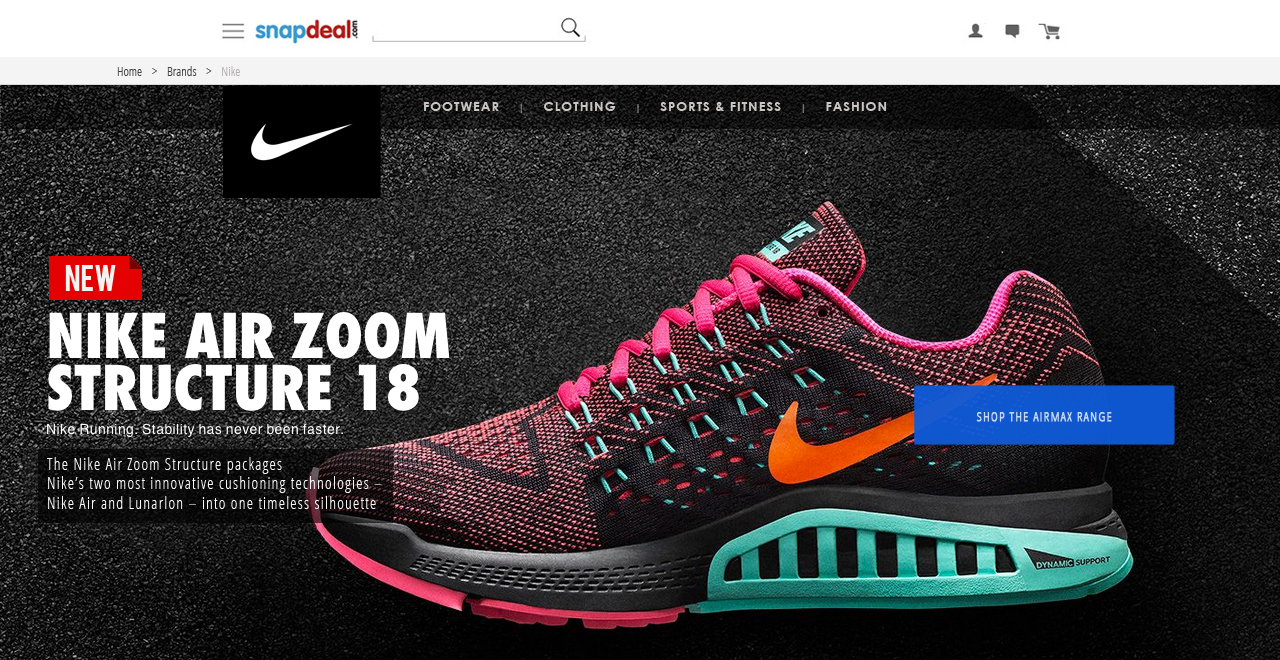 snapdeal.com
Home > Brands > Nike
FOOTWEAR | CLOTHING | SPORTS & FITNESS | FASHION
NEW
NIKE AIR ZOOM
STRUCTURE 18
Nike Running. Stability has never been faster.
The Nike Air Zoom Structure packages
Nike's two most innovative cushioning technologies –
Nike Air and Lunarlon – into one timeless silhouette
SHOP THE AIRMAX RANGE
DYNAMIC SUPPORT